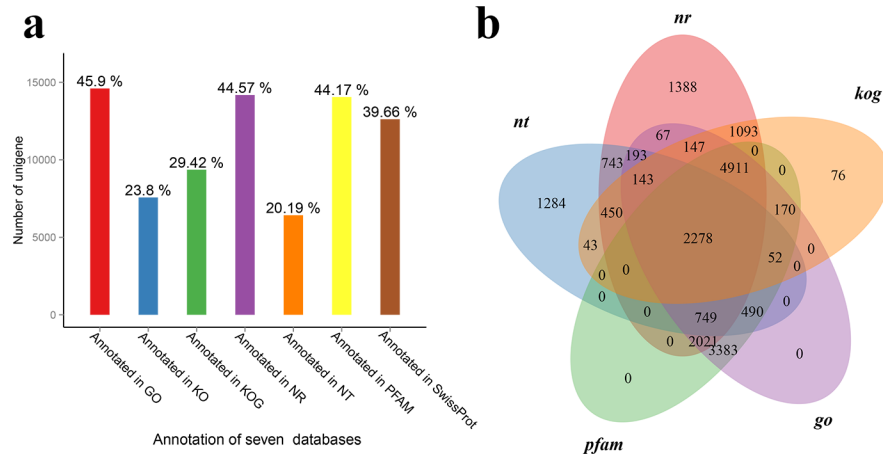 a
45.9 %
23.8 %
29.42 %
44.57 %
20.19 %
44.17 %
39.66 %
15000
10000
5000
0
Number of unigene
Annotated in GO
Annotated in KO
Annotated in KOG
Annotated in NR
Annotated in NT
Annotated in PFAM
Annotated in SwissProt
Annotation of seven databases
b
nr
kog
nt
1388
67
1093
743
193
147
0
143
4911
0
76
1284
450
170
43
2278
52
0
0
0
0
0
0
749
490
0
2021
3383
0
0
0
pfam
go